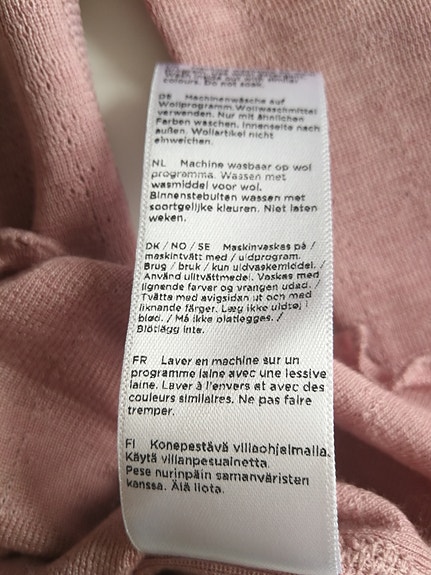 colours. Do not soak.
DE Machinenwäsche auf
Wollprogramm. Wollwaschmittel
verwenden. Nur mit ähnlichen
Farben waschen. Innenseite nach
außen. Wollartikel nicht
einweichen.
NL Machine wasbaar op wol
programma. Wassen met
wasmiddel voor wol.
Binnenstebuiten wassen met
soortgelijke kleuren. Niet laten
weken.
DK / NO / SE Maskinvaskes på /
maskintvätt med / uldprogram.
Brug / bruk / kun uldvaskemiddel. /
Använd ulltvättmedel. Vaskes med
lignende farver og vrangen udad. /
Tvätta med avigsidan ut och med
liknande färger. Læg ikke uldtøj i
blød. / Må ikke bløtlegges. /
Blötlägg inte.
FR Laver en machine sur un
programme laine avec une lessive
laine. Laver à l'envers et avec des
couleurs similaires. Ne pas faire
tremper.
FI Konepestävä villaohjelmalla.
Käytä villanpesuainetta.
Pese nurinpäin samanväristen
kanssa. Älä liota.